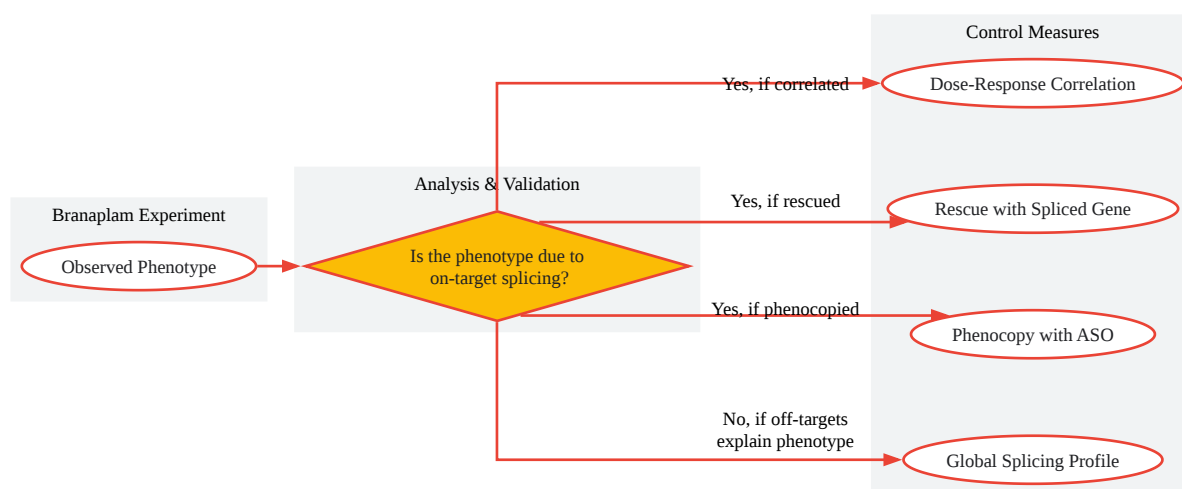 Control Measures
Yes, if correlated
Dose-Response Correlation
Analysis & Validation
Yes, if rescued
Rescue with Spliced Gene
Branaplam Experiment
Observed Phenotype
Is the phenotype due to
on-target splicing?
Yes, if phenocopied
Phenocopy with ASO
No, if off-targets
explain phenotype
Global Splicing Profile